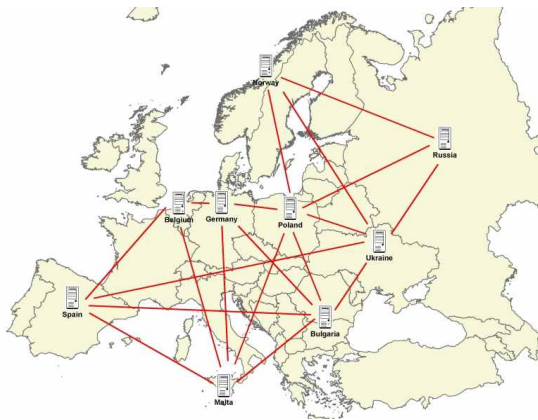 Norway
Russia
Belgium
Germany
Poland
Ukraine
Spain
Bulgaria
Malta